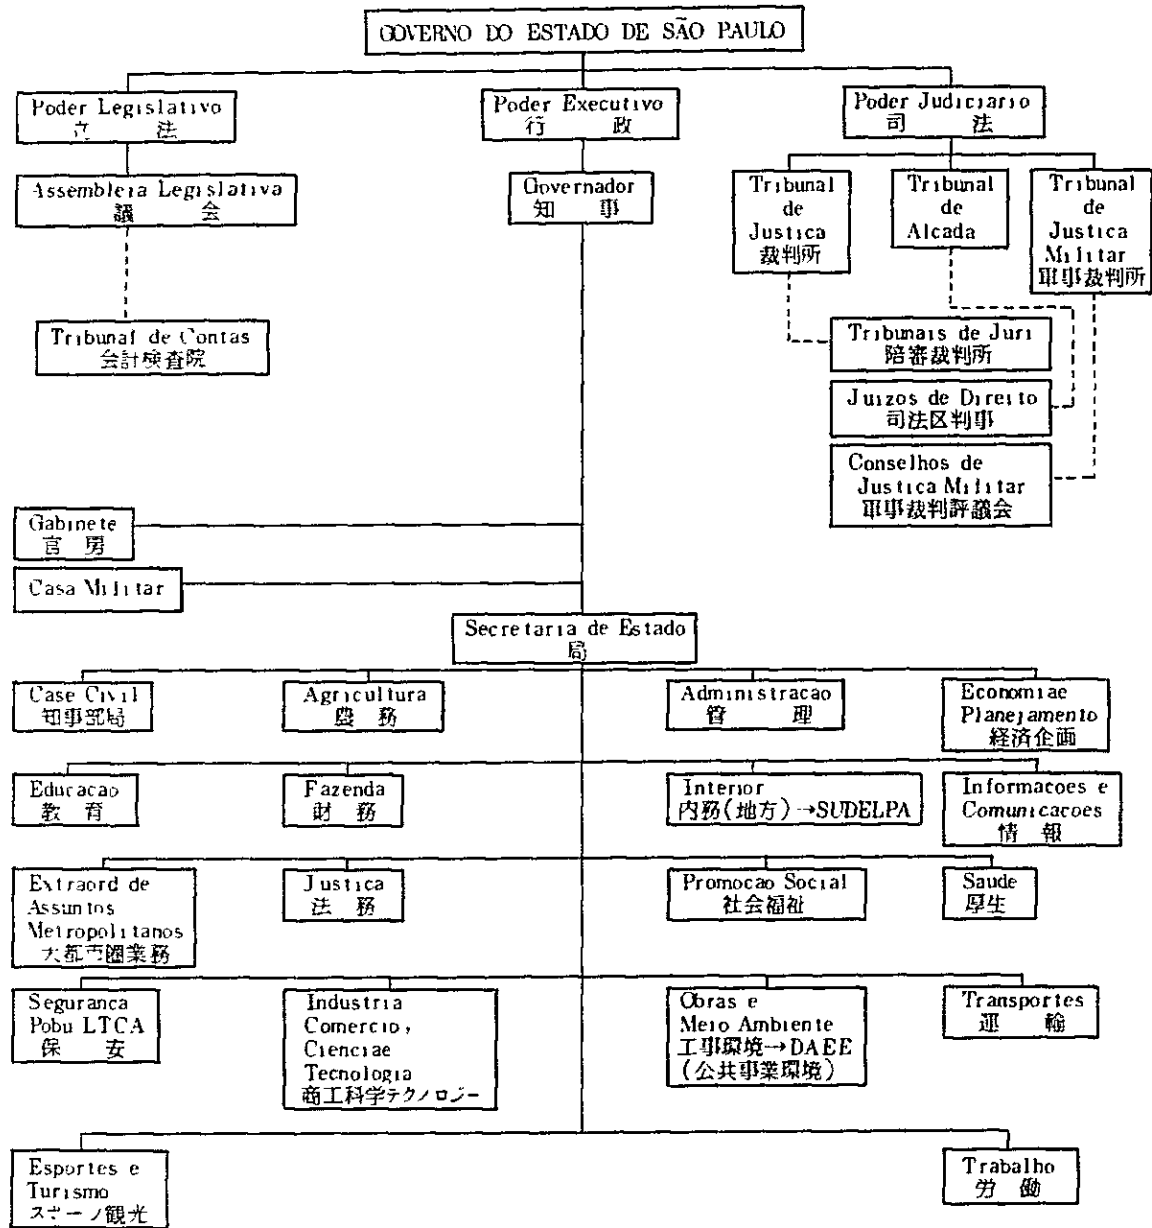 GOVERNO DO ESTADO DE SÃO PAULO
Poder Legislativo
立 法
Poder Executivo
行 政
Poder Judiciario
司 法
Assembleia Legislativa
議 会
Governador
知 事
Tribunal
de
Justica
裁判所
Tribunal
de
Alcada
Tribunal
de
Justica
Militar
軍事裁判所
Tribunal de Contas
会計検査院
Tribunais de Juri
陪審裁判所
Juizos de Direito
司法区判事
Conselhos de
Justica Militar
軍事裁判評議会
Gabinete
官 房
Casa Militar
Secretaria de Estado
局
Case Civil
知事部局
Agricultura
農 務
Administracao
管 理
Economiae
Planejamento
経済企画
Educacao
教 育
Fazenda
財 務
Interior
内務(地方)→SUDELPA
Informacoes e
Comunicacoes
情 報
Extraord de
Assuntos
Metropolitanos
大都市圏業務
Justica
法 務
Promocao Social
社会福祉
Saude
厚生
Seguranca
Pobu LTCA
保 安
Industria
Comercio,
Cienciae
Tecnologia
商工科学テクノロジー
Obras e
Meio Ambiente
工事環境→DAEE
(公共事業環境)
Transportes
運 輸
Esportes e
Turismo
スポーツ観光
Trabalho
労 働